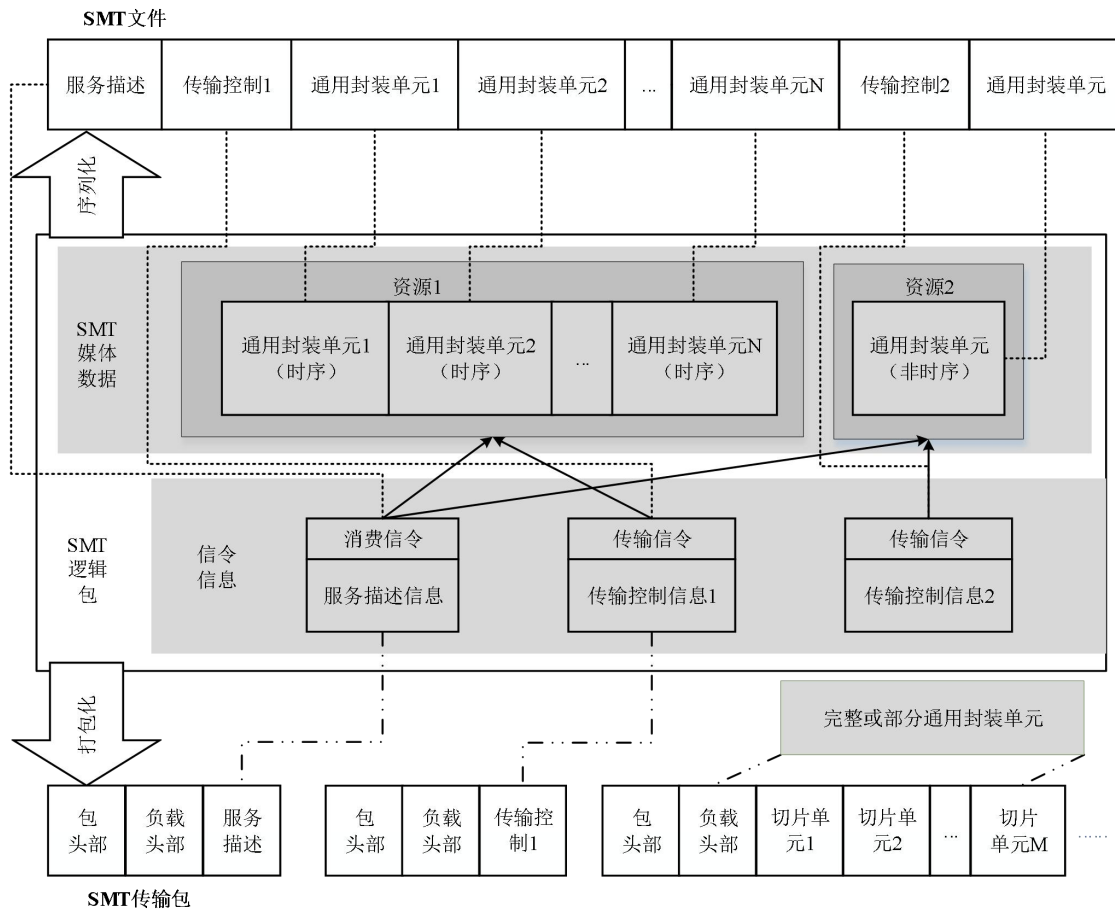 SMT文件
服务描述
传输控制1
通用封装单元1
通用封装单元2
...
通用封装单元N
传输控制2
通用封装单元
序列化
SMT
媒体
数据
资源1
通用封装单元1
（时序）
通用封装单元2
（时序）
...
通用封装单元N
（时序）
资源2
通用封装单元
（非时序）
SMT
逻辑
包
信令
信息
消费信令
服务描述信息
传输信令
传输控制信息1
传输信令
传输控制信息2
打包化
完整或部分通用封装单元
包
头部
负载
头部
服务
描述
包
头部
负载
头部
传输控
制1
包
头部
负载
头部
切片单
元1
切片单
元2
...
切片
单元M
......
SMT传输包